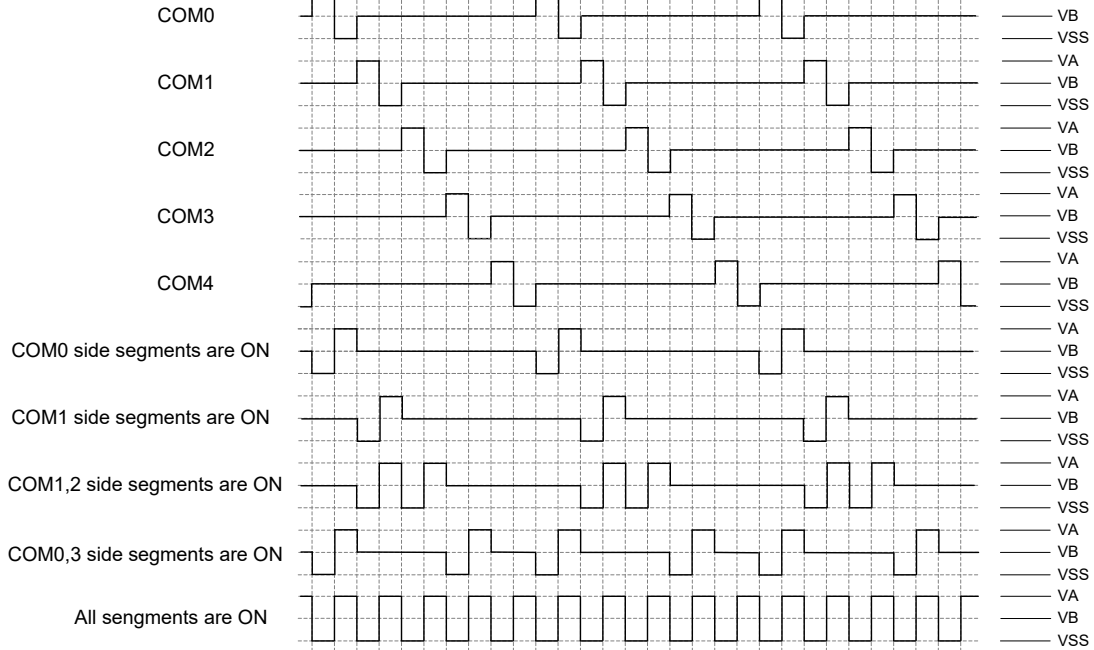 COM0 VB
VSS
VA
COM1 VB
VSS
VA
COM2 VB
VSS
VA
COM3 VB
VSS
VA
COM4 VB
VSS
VA
COM0 side segments are ON VB
VSS
VA
COM1 side segments are ON VB
VSS
VA
COM1,2 side segments are ON VB
VSS
VA
COM0,3 side segments are ON VB
VSS
VA
All sengments are ON VB
VSS